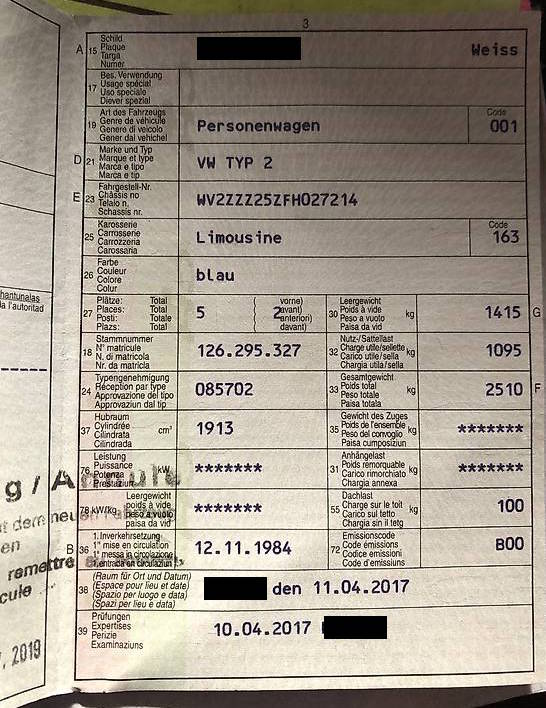 3
A 15 Schild
Plaque
Targa
Numer
Weiss
17 Bes. Verwendung
Usage spécial
Uso speciale
Diever spezial
19 Art des Fahrzeugs
Genre de véhicule
Genere di veicolo
Gener dal vehichel
Personenwagen
Code
001
D 21 Marke und Typ
Marque et type
Marca e tipo
Marca e tip
VW TYP 2
E 23 Fahrgestell-Nr.
Châssis no
Telaio n.
Schassis nr.
WV2ZZZ25ZFH027214
25 Karosserie
Carrosserie
Carrozzeria
Carossaria
Limousine
Code
163
26 Farbe
Couleur
Colore
Colur
blau
27 Plätze: Total
Places: Total
Posti: Totale
Plazs: Total
5
( vorne)
2 avant)
anteriori)
( davant)
30 Leergewicht
Poids à vide
Peso a vuoto
Paisa da vid
kg
1415 G
18 Stammnummer
N° matricule
N. di matricola
Nr. da matricla
126.295.327
32 Nutz-/Sattellast
Charge utile/sellette
Carico utile/sella
Chargia utila/sella
kg
1095
24 Typengenehmigung
Réception par type
Approvazione del tipo
Approvaziun dal tip
085702
33 Gesamtgewicht
Poids total
Peso totale
Paisa totala
kg
2510 F
37 Hubraum
Cylindrée
Cilindrata
Cilindrada
cm³
1913
35 Gewicht des Zuges
Poids de l'ensemble
Peso del convoglio
Paisa cumposiziun
kg
*******
76 Leistung
Puissance
Potenza
Prestaziun
kW
*******
31 Anhängelast
Poids remorquable
Carico rimorchiato
Chargia annexa
kg
*******
78 kW/kg Leergewicht
poids à vide
peso a vuoto
paisa da vid
*******
55 Dachlast
Charge sur le toit
Carico sul tetto
Chargia sin il tetg
kg
100
B 36 1. Inverkehrsetzung
1re mise en circulation
1a messa in circolazione
1. entrada en circulaziun
12.11.1984
72 Emissionscode
Code émissions
Codice emissioni
Code d'emissiuns
B00
38 (Raum für Ort und Datum)
(Espace pour lieu et date)
(Spazio per luogo e data)
(Spazi per lieu e data)
den 11.04.2017
39 Prüfungen
Expertises
Perizie
Examinaziuns
10.04.2017
hantunalas
a l'autoritad
g / A
t dem neuen
en
remettre
cule
, 2019